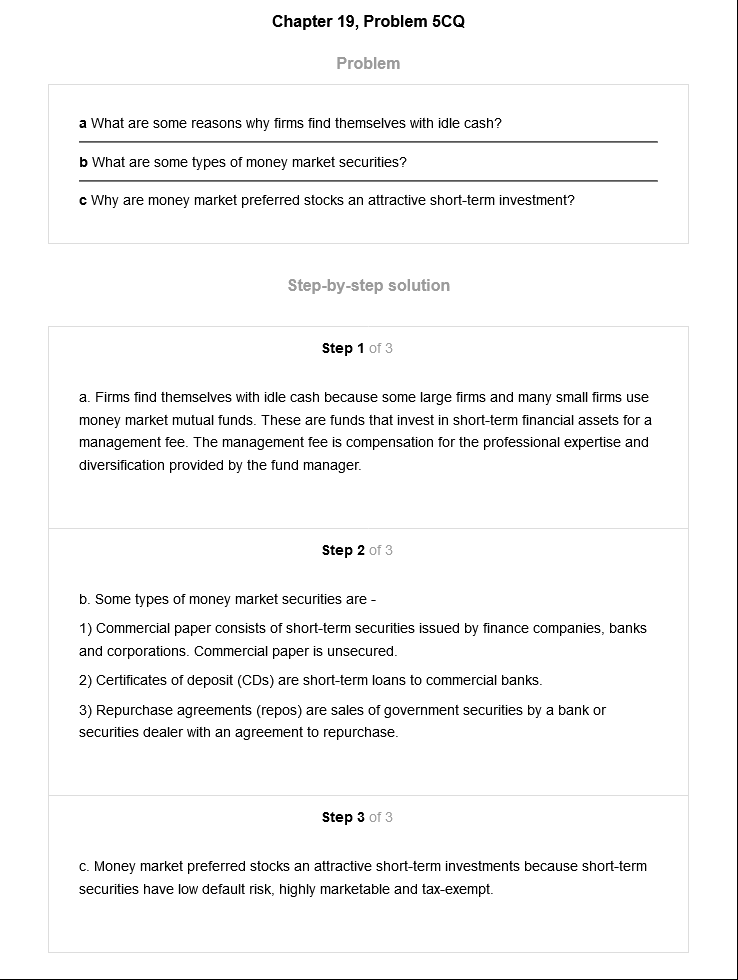 Chapter 19, Problem 5CQ
Problem
a What are some reasons why firms find themselves with idle cash?
b What are some types of money market securities?
c Why are money market preferred stocks an attractive short-term investment?
Step-by-step solution
Step 1 of 3
a. Firms find themselves with idle cash because some large firms and many small firms use
money market mutual funds. These are funds that invest in short-term financial assets for a
management fee. The management fee is compensation for the professional expertise and
diversification provided by the fund manager.
Step 2 of 3
b. Some types of money market securities are -
1) Commercial paper consists of short-term securities issued by finance companies, banks
and corporations. Commercial paper is unsecured.
2) Certificates of deposit (CDs) are short-term loans to commercial banks.
3) Repurchase agreements (repos) are sales of government securities by a bank or
securities dealer with an agreement to repurchase.
Step 3 of 3
c. Money market preferred stocks an attractive short-term investments because short-term
securities have low default risk, highly marketable and tax-exempt.